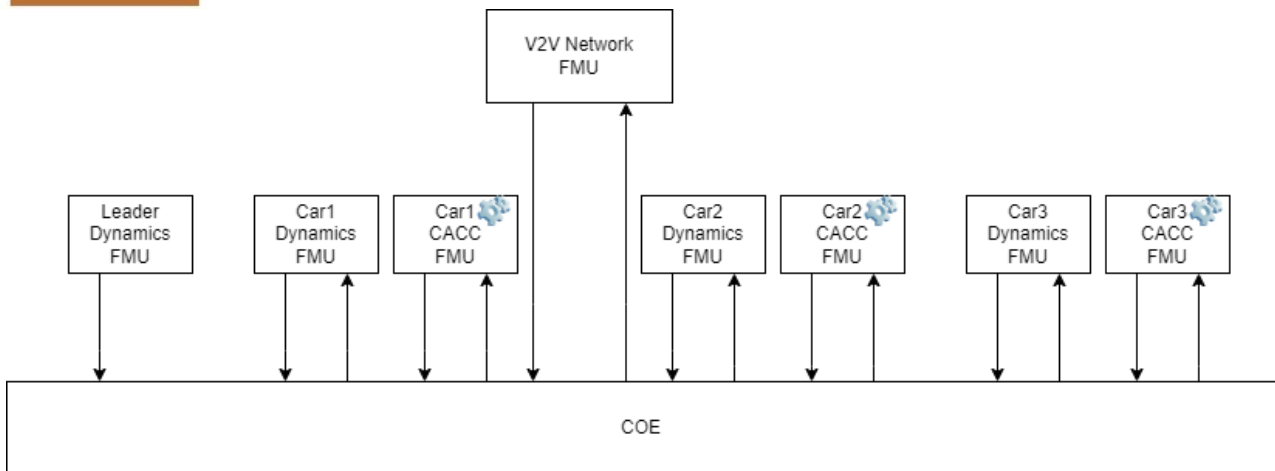 V2V Network
FMU
Leader
Dynamics
FMU
Car1
Dynamics
FMU
Car1
CACC
FMU
Car2
Dynamics
FMU
Car2
CACC
FMU
Car3
Dynamics
FMU
Car3
CACC
FMU
COE